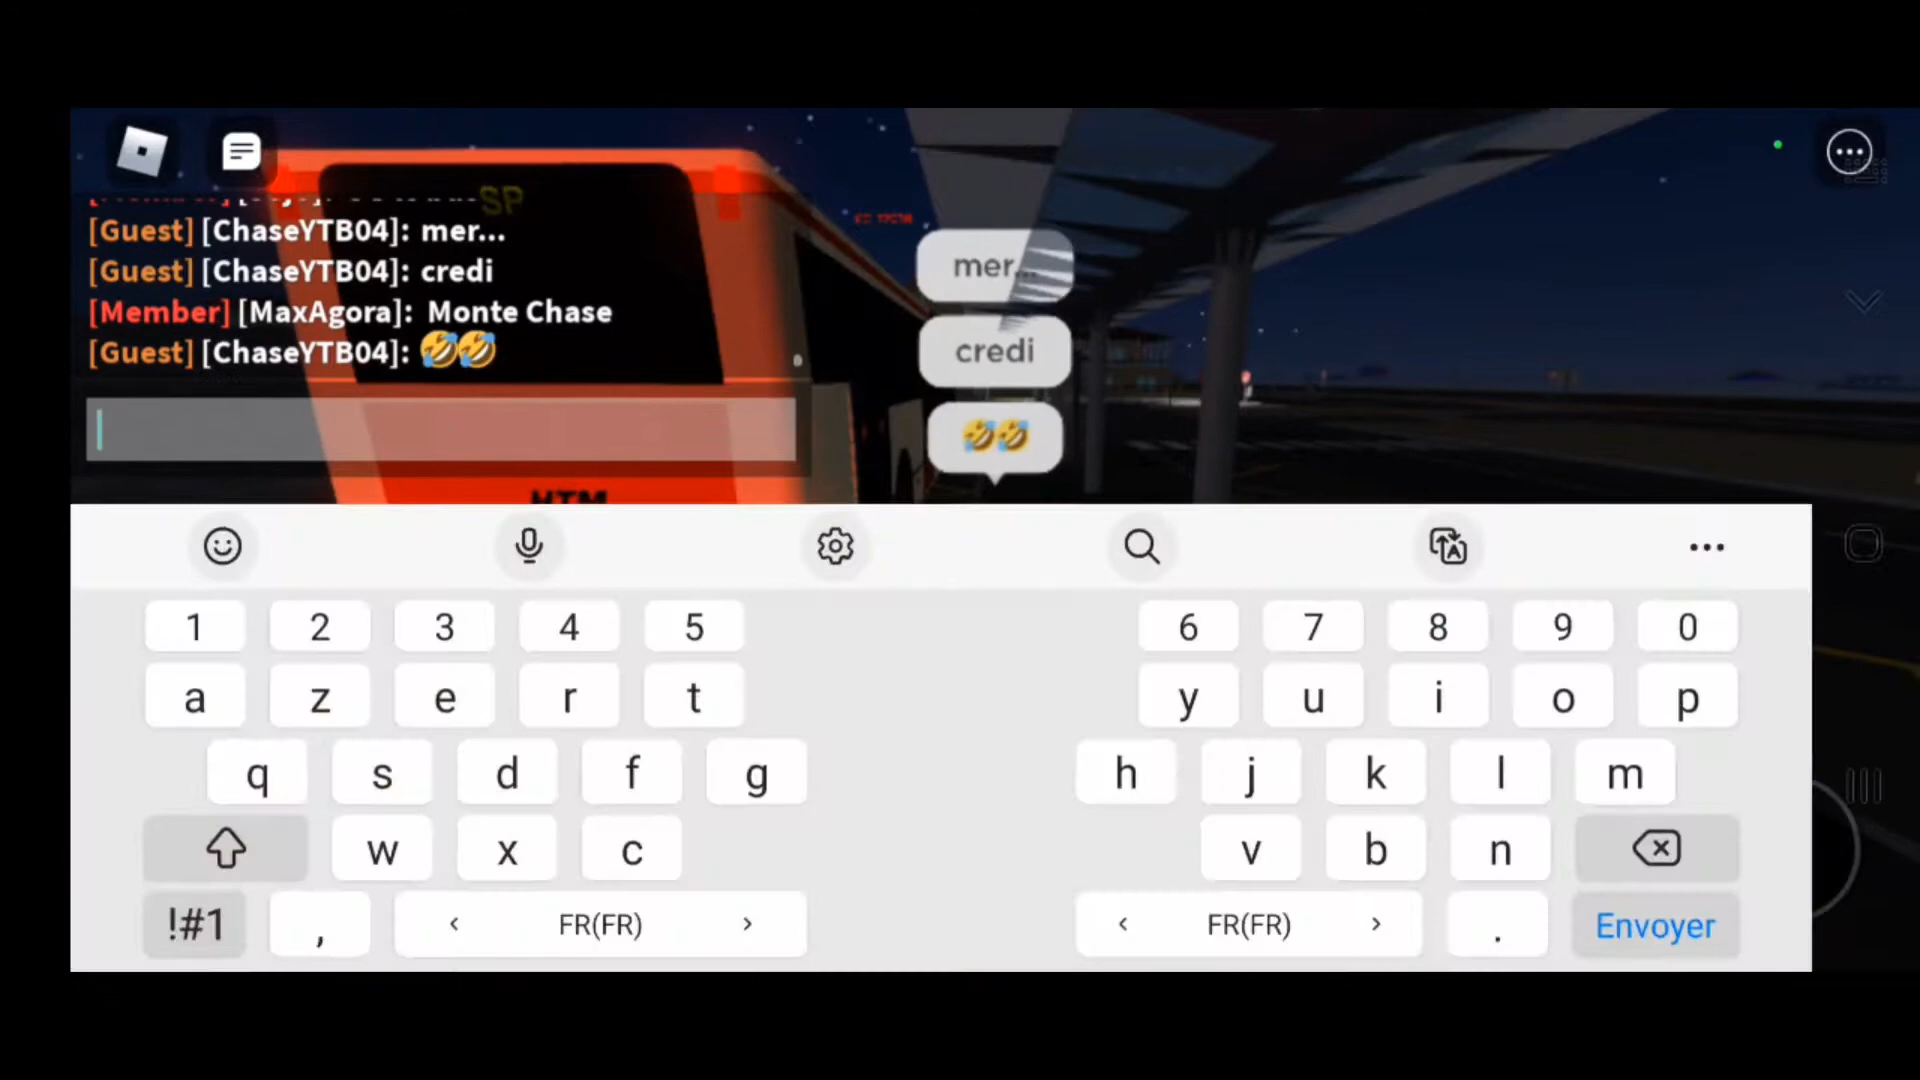 SP
[Guest] [ChaseYTB04]: mer...
[Guest] [ChaseYTB04]: credi
[Member] [MaxAgora]: Monte Chase
[Guest] [ChaseYTB04]: 🤣🤣
mer...
credi
🤣🤣
HTM
1 2 3 4 5 6 7 8 9 0
a z e r t y u i o p
q s d f g h j k l m
w x c v b n
!#1 , < FR(FR) > < FR(FR) > . Envoyer